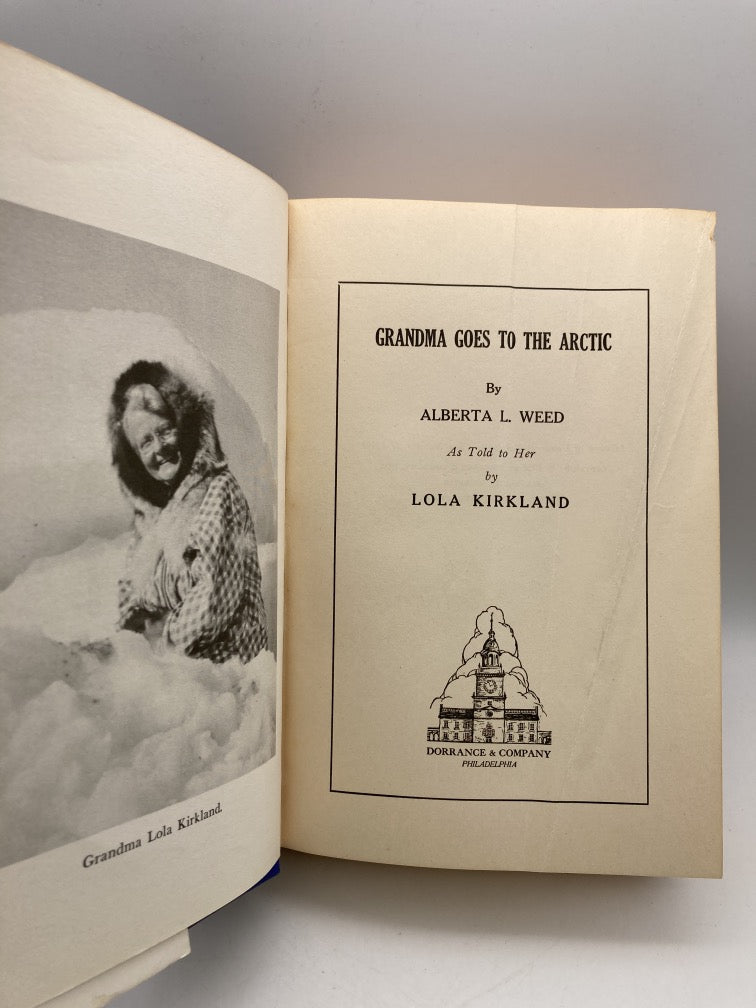 Grandma Lola Kirkland.
GRANDMA GOES TO THE ARCTIC
By
ALBERTA L. WEED
As Told to Her
by
LOLA KIRKLAND
DORRANCE & COMPANY
PHILADELPHIA